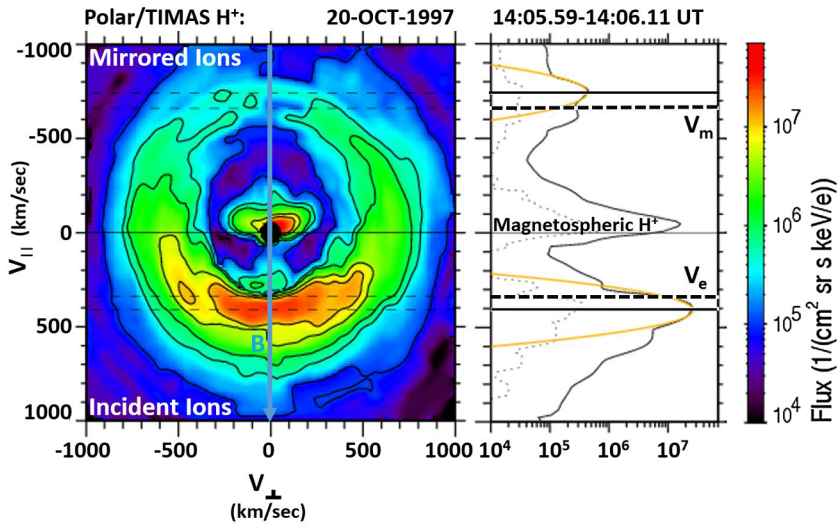 Polar/TIMAS H⁺: 20-OCT-1997 14:05.59-14:06.11 UT
-1000
-500
0
500
1000
V|| (km/sec)
Mirrored Ions
B
Incident Ions
-1000 -500 0 500 1000
V⊥
(km/sec)
Vm
Magnetospheric H⁺
Ve
10⁴ 10⁵ 10⁶ 10⁷
10⁷
10⁶
10⁵
10⁴
Flux (1/(cm² sr s keV/e))